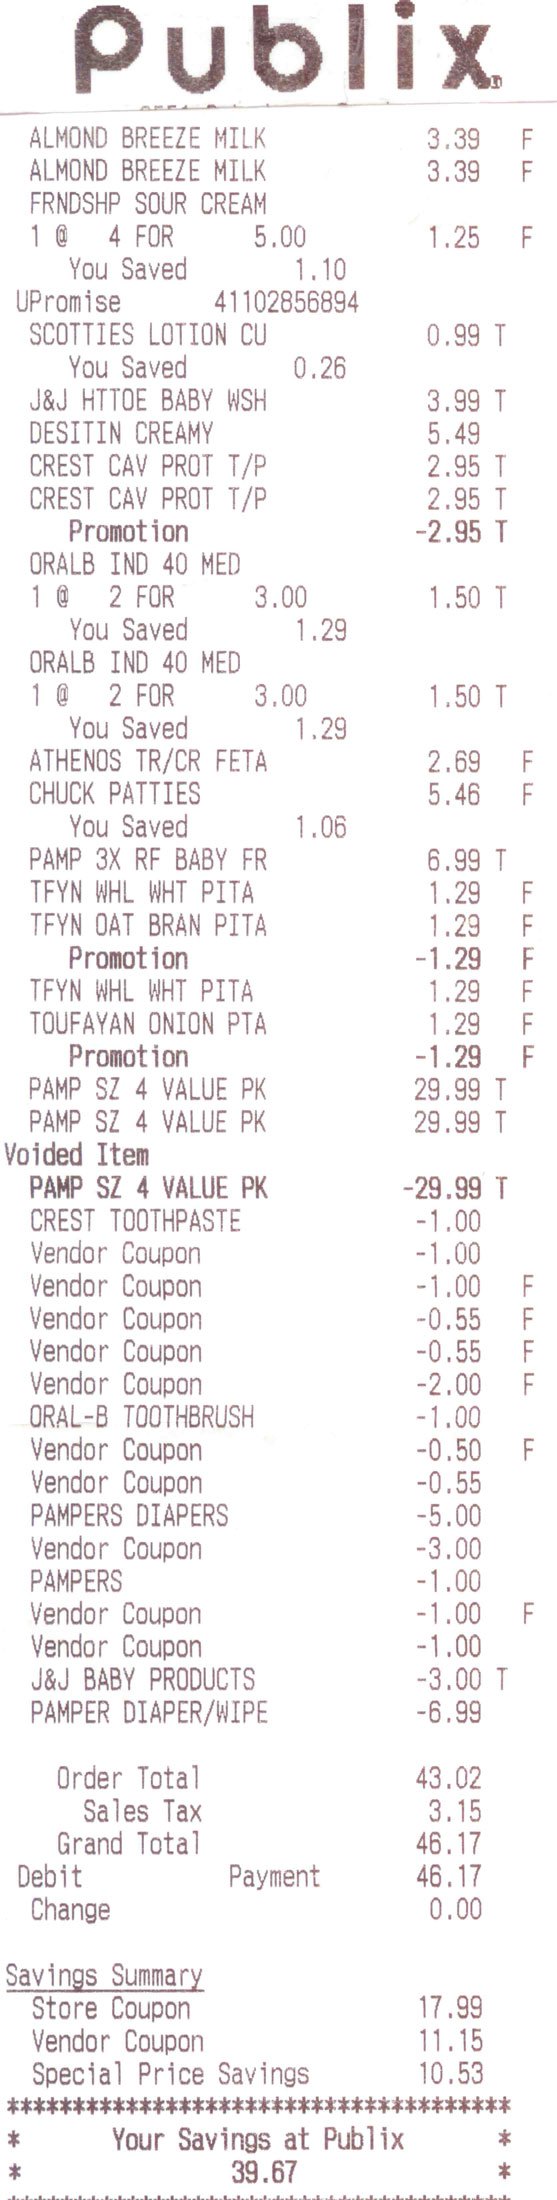 Publix
ALMOND BREEZE MILK 3.39 F
ALMOND BREEZE MILK 3.39 F
FRNDSHP SOUR CREAM
1 @ 4 FOR 5.00 1.25 F
You Saved 1.10
UPromise 41102856894
SCOTTIES LOTION CU 0.99 T
You Saved 0.26
J&J HTTOE BABY WSH 3.99 T
DESITIN CREAMY 5.49
CREST CAV PROT T/P 2.95 T
CREST CAV PROT T/P 2.95 T
Promotion -2.95 T
ORALB IND 40 MED
1 @ 2 FOR 3.00 1.50 T
You Saved 1.29
ORALB IND 40 MED
1 @ 2 FOR 3.00 1.50 T
You Saved 1.29
ATHENOS TR/CR FETA 2.69 F
CHUCK PATTIES 5.46 F
You Saved 1.06
PAMP 3X RF BABY FR 6.99 T
TFYN WHL WHT PITA 1.29 F
TFYN OAT BRAN PITA 1.29 F
Promotion -1.29 F
TFYN WHL WHT PITA 1.29 F
TOUFAYAN ONION PTA 1.29 F
Promotion -1.29 F
PAMP SZ 4 VALUE PK 29.99 T
PAMP SZ 4 VALUE PK 29.99 T
Voided Item
PAMP SZ 4 VALUE PK -29.99 T
CREST TOOTHPASTE -1.00
Vendor Coupon -1.00
Vendor Coupon -1.00 F
Vendor Coupon -0.55 F
Vendor Coupon -0.55 F
Vendor Coupon -2.00 F
ORAL-B TOOTHBRUSH -1.00
Vendor Coupon -0.50 F
Vendor Coupon -0.55
PAMPERS DIAPERS -5.00
Vendor Coupon -3.00
PAMPERS -1.00
Vendor Coupon -1.00 F
Vendor Coupon -1.00
J&J BABY PRODUCTS -3.00 T
PAMPER DIAPER/WIPE -6.99
Order Total 43.02
Sales Tax 3.15
Grand Total 46.17
Debit Payment 46.17
Change 0.00
Savings Summary
Store Coupon 17.99
Vendor Coupon 11.15
Special Price Savings 10.53
***************************************
* Your Savings at Publix *
* 39.67 *
***************************************